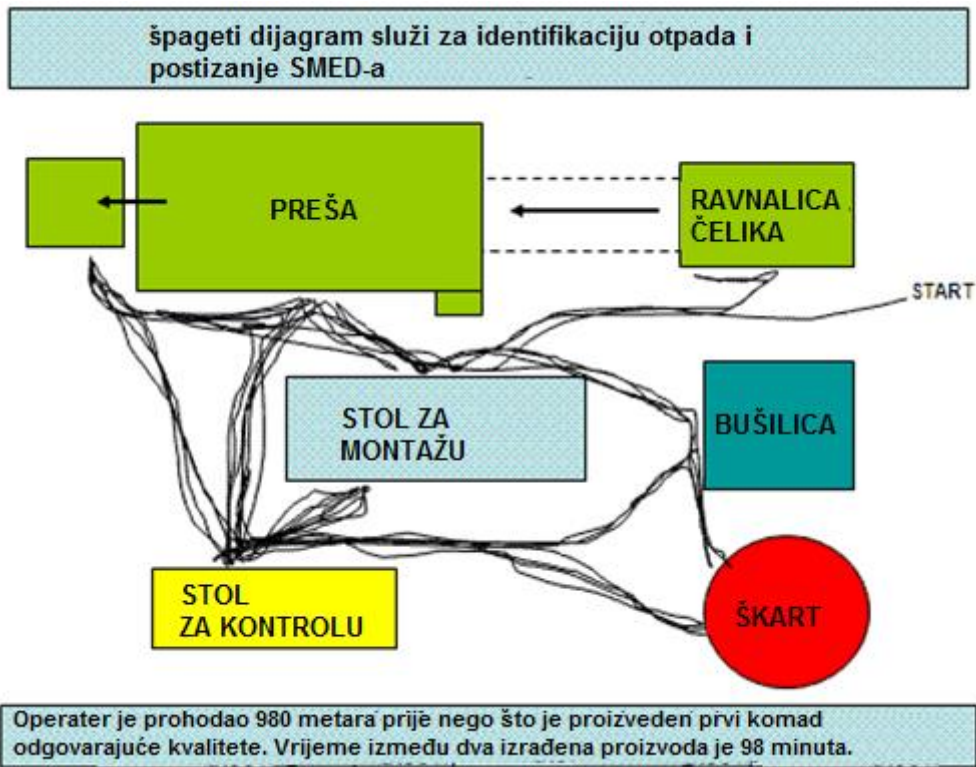 špageti dijagram služi za identifikaciju otpada i
postizanje SMED-a
PREŠA
RAVNALICA
ČELIKA
START
STOL ZA
MONTAŽU
BUŠILICA
STOL
ZA KONTROLU
ŠKART
Operater je prohodao 980 metara prije nego što je proizveden prvi komad
odgovarajuće kvalitete. Vrijeme između dva izrađena proizvoda je 98 minuta.